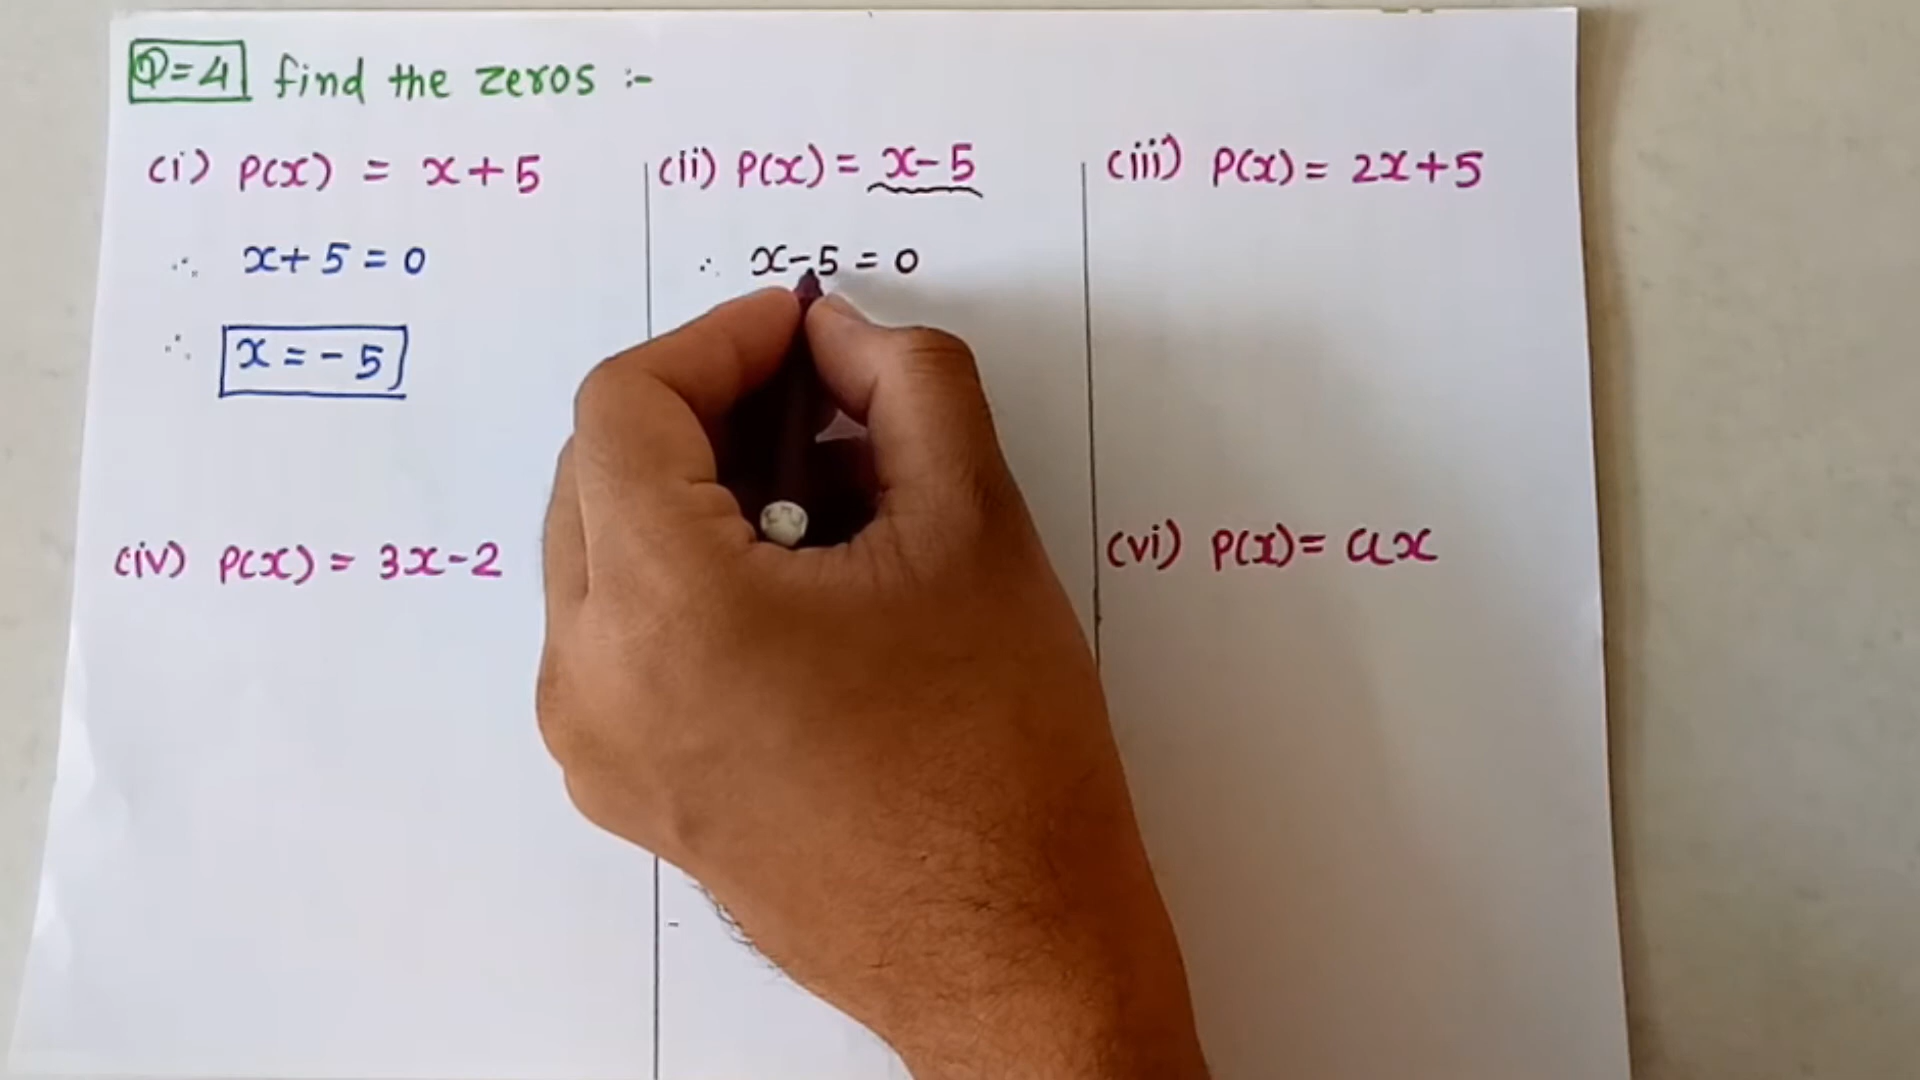 Q=4 find the zeros :-
(i) P(x) = x+5
∴ x+5=0
∴ x=-5
(ii) P(x)= x-5
∴ x-5=0
(iii) P(x)= 2x+5
(iv) P(x)= 3x-2
(vi) P(x)= ax